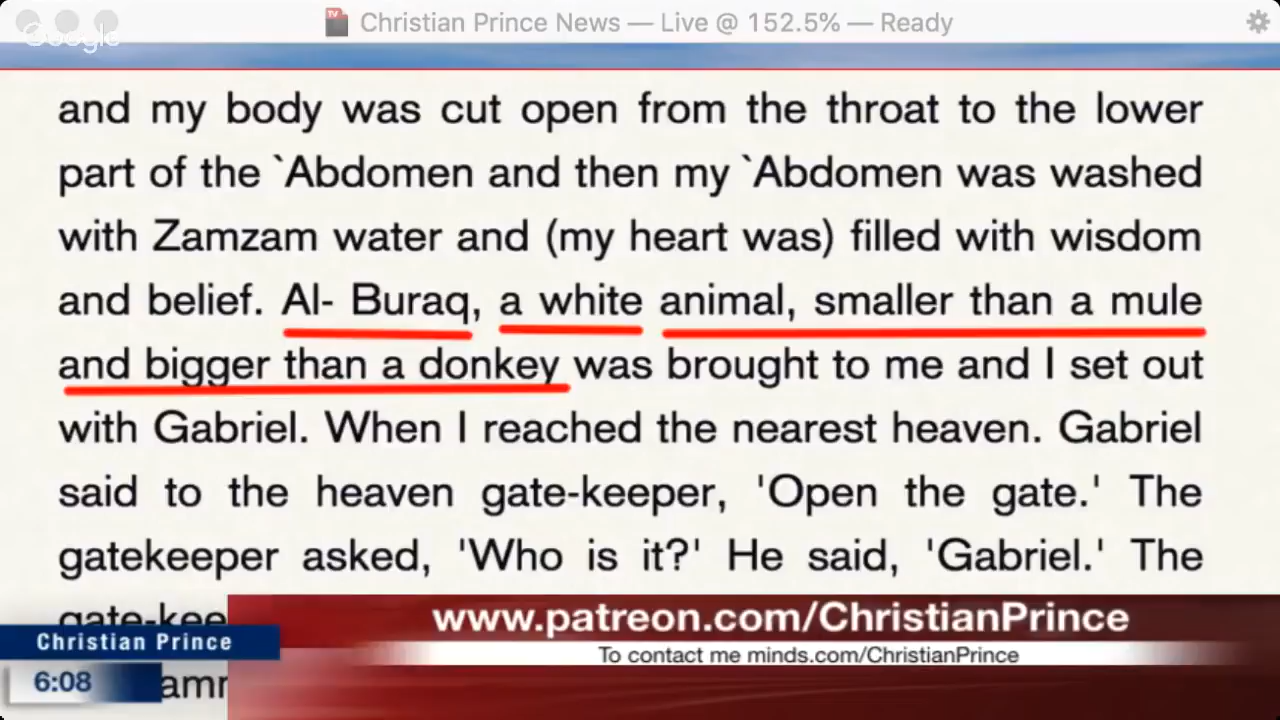 Christian Prince News — Live @ 152.5% — Ready
Google
and my body was cut open from the throat to the lower
part of the `Abdomen and then my `Abdomen was washed
with Zamzam water and (my heart was) filled with wisdom
and belief. Al- Buraq, a white animal, smaller than a mule
and bigger than a donkey was brought to me and I set out
with Gabriel. When I reached the nearest heaven. Gabriel
said to the heaven gate-keeper, 'Open the gate.' The
gatekeeper asked, 'Who is it?' He said, 'Gabriel.' The
gate-kee
www.patreon.com/ChristianPrince
Christian Prince
To contact me minds.com/ChristianPrince
6:08